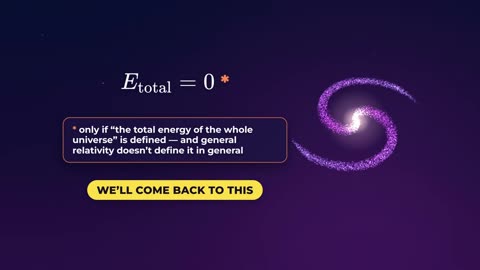 E_total = 0 *
* only if “the total energy of the whole
universe” is defined — and general
relativity doesn’t define it in general
WE’LL COME BACK TO THIS